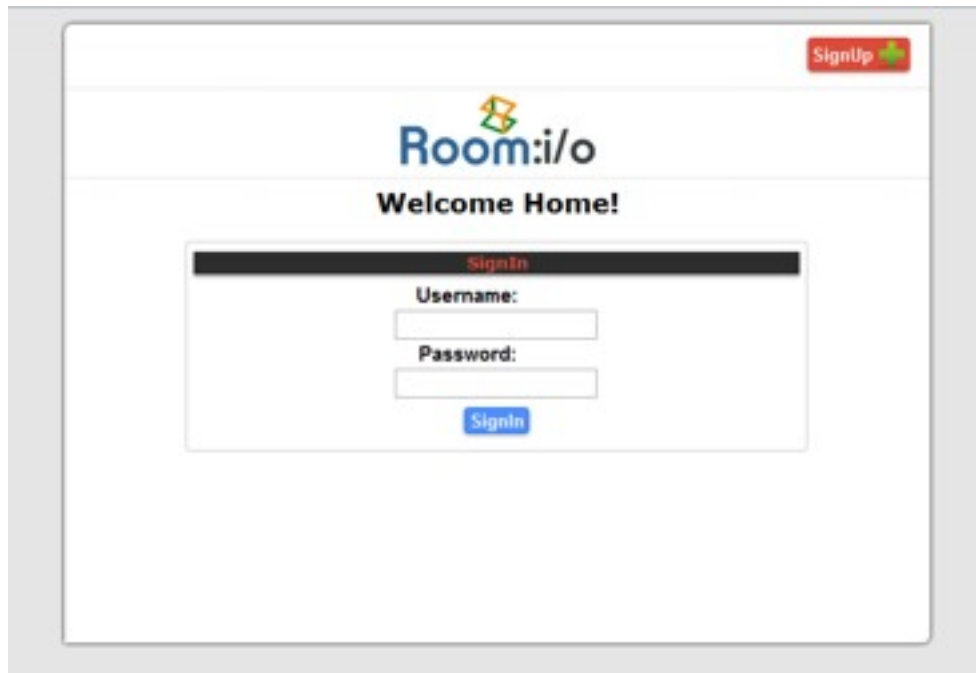 SignUp
Room:i/o
Welcome Home!
SignIn
Username:
Password:
SignIn